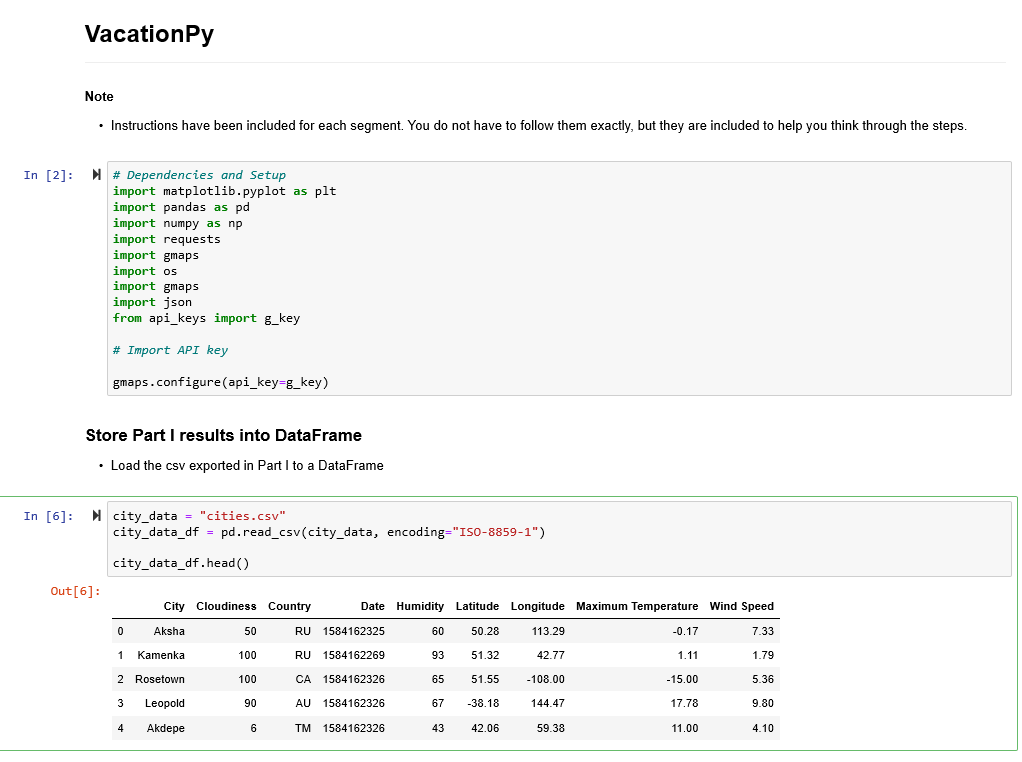 VacationPy
Note
• Instructions have been included for each segment. You do not have to follow them exactly, but they are included to help you think through the steps.
In [2]:
# Dependencies and Setup
import matplotlib.pyplot as plt
import pandas as pd
import numpy as np
import requests
import gmaps
import os
import gmaps
import json
from api_keys import g_key
# Import API key
gmaps.configure(api_key=g_key)
Store Part I results into DataFrame
• Load the csv exported in Part I to a DataFrame
In [6]:
city_data = "cities.csv"
city_data_df = pd.read_csv(city_data, encoding="ISO-8859-1")
city_data_df.head()
Out[6]:
City Cloudiness Country Date Humidity Latitude Longitude Maximum Temperature Wind Speed
0 Aksha 50 RU 1584162325 60 50.28 113.29 -0.17 7.33
1 Kamenka 100 RU 1584162269 93 51.32 42.77 1.11 1.79
2 Rosetown 100 CA 1584162326 65 51.55 -108.00 -15.00 5.36
3 Leopold 90 AU 1584162326 67 -38.18 144.47 17.78 9.80
4 Akdepe 6 TM 1584162326 43 42.06 59.38 11.00 4.10